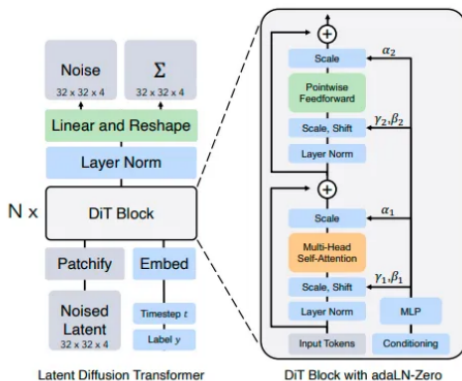 Noise
32 x 32 x 4
Σ
32 x 32 x 4
Linear and Reshape
Layer Norm
N x
DiT Block
Patchify
Embed
Noised
Latent
32 x 32 x 4
Timestep t
Label y
Latent Diffusion Transformer
Scale
α₂
Pointwise
Feedforward
Scale, Shift
γ₂,β₂
Layer Norm
Scale
α₁
Multi-Head
Self-Attention
Scale, Shift
γ₁,β₁
Layer Norm
MLP
Input Tokens
Conditioning
DiT Block with adaLN-Zero